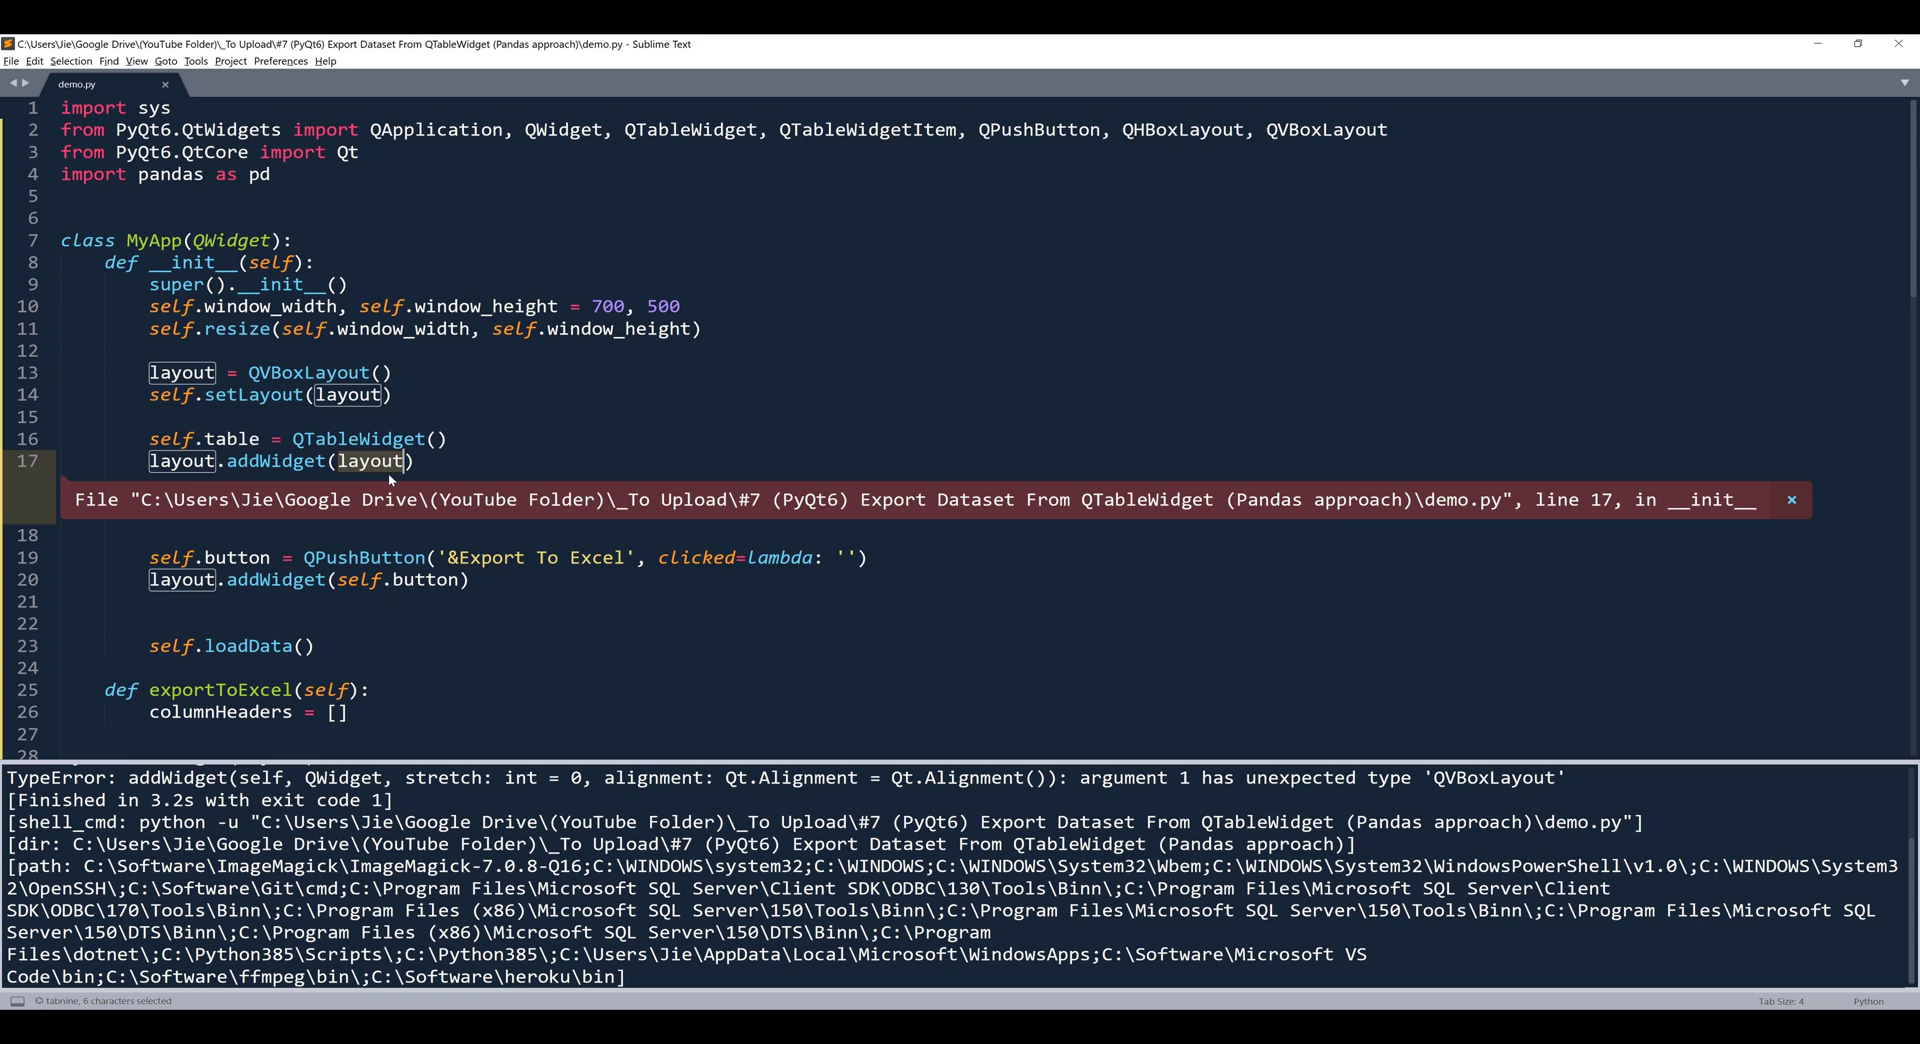 C:\Users\Jie\Google Drive\(YouTube Folder)\_To Upload\#7 (PyQt6) Export Dataset From QTableWidget (Pandas approach)\demo.py - Sublime Text
File Edit Selection Find View Goto Tools Project Preferences Help
demo.py
1 import sys
2 from PyQt6.QtWidgets import QApplication, QWidget, QTableWidget, QTableWidgetItem, QPushButton, QHBoxLayout, QVBoxLayout
3 from PyQt6.QtCore import Qt
4 import pandas as pd
5
6
7 class MyApp(QWidget):
8     def __init__(self):
9         super().__init__()
10         self.window_width, self.window_height = 700, 500
11         self.resize(self.window_width, self.window_height)
12
13         layout = QVBoxLayout()
14         self.setLayout(layout)
15
16         self.table = QTableWidget()
17         layout.addWidget(layout)
File "C:\Users\Jie\Google Drive\(YouTube Folder)\_To Upload\#7 (PyQt6) Export Dataset From QTableWidget (Pandas approach)\demo.py", line 17, in __init__ ×
18
19         self.button = QPushButton('&Export To Excel', clicked=lambda: '')
20         layout.addWidget(self.button)
21
22
23         self.loadData()
24
25     def exportToExcel(self):
26         columnHeaders = []
27
28
TypeError: addWidget(self, QWidget, stretch: int = 0, alignment: Qt.Alignment = Qt.Alignment()): argument 1 has unexpected type 'QVBoxLayout'
[Finished in 3.2s with exit code 1]
[shell_cmd: python -u "C:\Users\Jie\Google Drive\(YouTube Folder)\_To Upload\#7 (PyQt6) Export Dataset From QTableWidget (Pandas approach)\demo.py"]
[dir: C:\Users\Jie\Google Drive\(YouTube Folder)\_To Upload\#7 (PyQt6) Export Dataset From QTableWidget (Pandas approach)]
[path: C:\Software\ImageMagick\ImageMagick-7.0.8-Q16;C:\WINDOWS\system32;C:\WINDOWS;C:\WINDOWS\System32\Wbem;C:\WINDOWS\System32\WindowsPowerShell\v1.0\;C:\WINDOWS\System3
2\OpenSSH\;C:\Software\Git\cmd;C:\Program Files\Microsoft SQL Server\Client SDK\ODBC\130\Tools\Binn\;C:\Program Files\Microsoft SQL Server\Client
SDK\ODBC\170\Tools\Binn\;C:\Program Files (x86)\Microsoft SQL Server\150\Tools\Binn\;C:\Program Files\Microsoft SQL Server\150\Tools\Binn\;C:\Program Files\Microsoft SQL
Server\150\DTS\Binn\;C:\Program Files (x86)\Microsoft SQL Server\150\DTS\Binn\;C:\Program
Files\dotnet\;C:\Python385\Scripts\;C:\Python385\;C:\Users\Jie\AppData\Local\Microsoft\WindowsApps;C:\Software\Microsoft VS
Code\bin;C:\Software\ffmpeg\bin\;C:\Software\heroku\bin]
tabnine, 6 characters selected
Tab Size: 4
Python